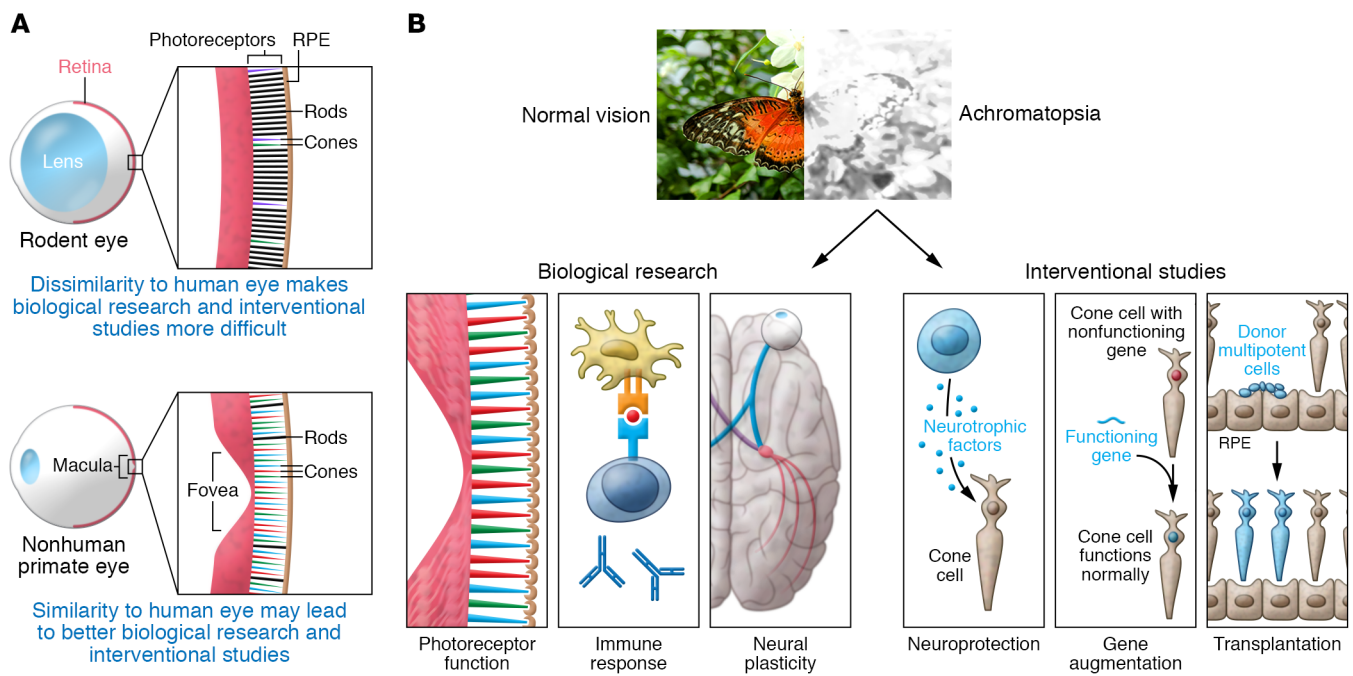 A
Photoreceptors
RPE
Retina
Rods
Cones
Lens
Rodent eye
Dissimilarity to human eye makes
biological research and interventional
studies more difficult
Rods
Cones
Macula
Fovea
Nonhuman
primate eye
Similarity to human eye may lead
to better biological research and
interventional studies
B
Normal vision
Achromatopsia
Biological research
Interventional studies
Photoreceptor
function
Immune
response
Neural
plasticity
Neurotrophic
factors
Cone
cell
Neuroprotection
Cone cell with
nonfunctioning
gene
Functioning
gene
Cone cell
functions
normally
Gene
augmentation
Donor
multipotent
cells
RPE
Transplantation